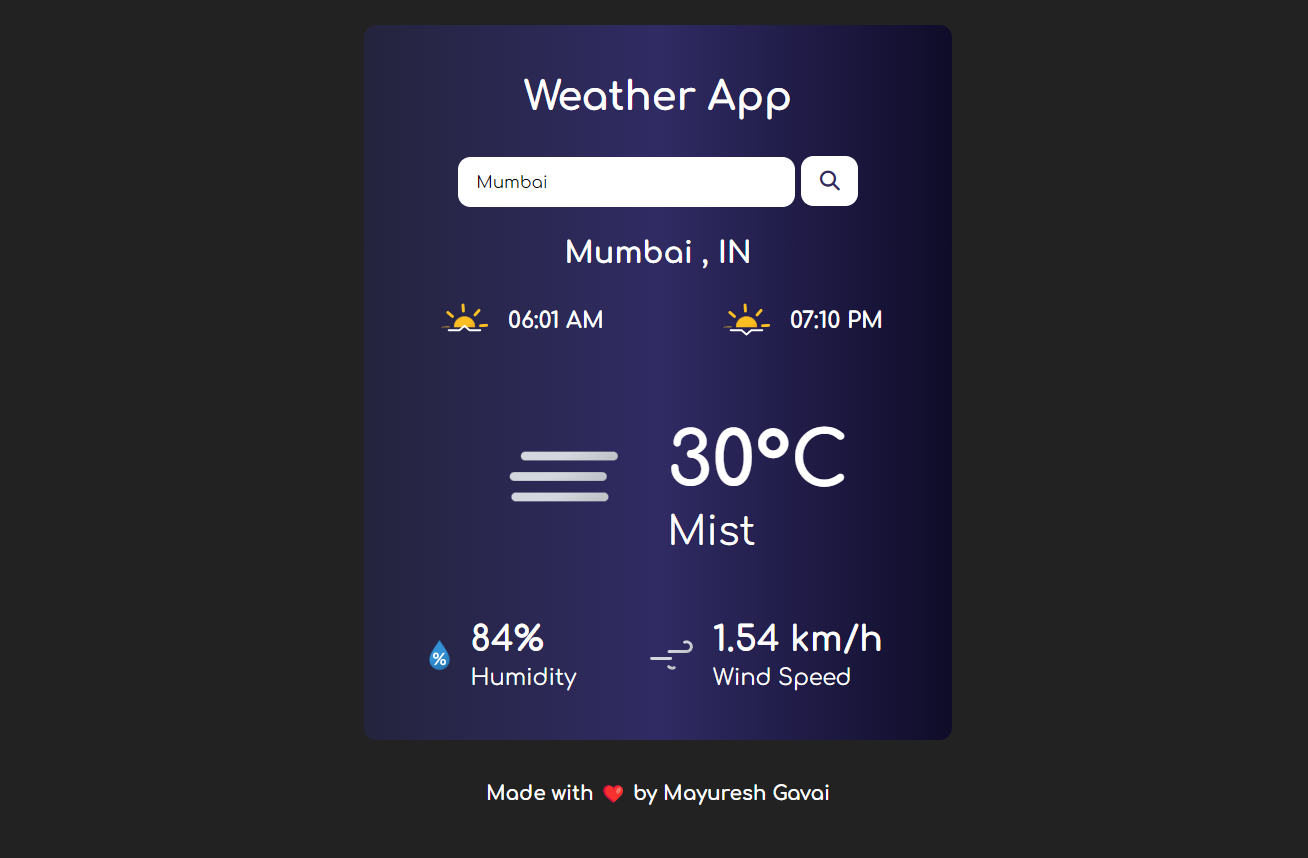 Weather App
Mumbai
Mumbai , IN
06:01 AM 07:10 PM
30°C
Mist
84% 1.54 km/h
% Humidity Wind Speed
Made with ❤️ by Mayuresh Gavai